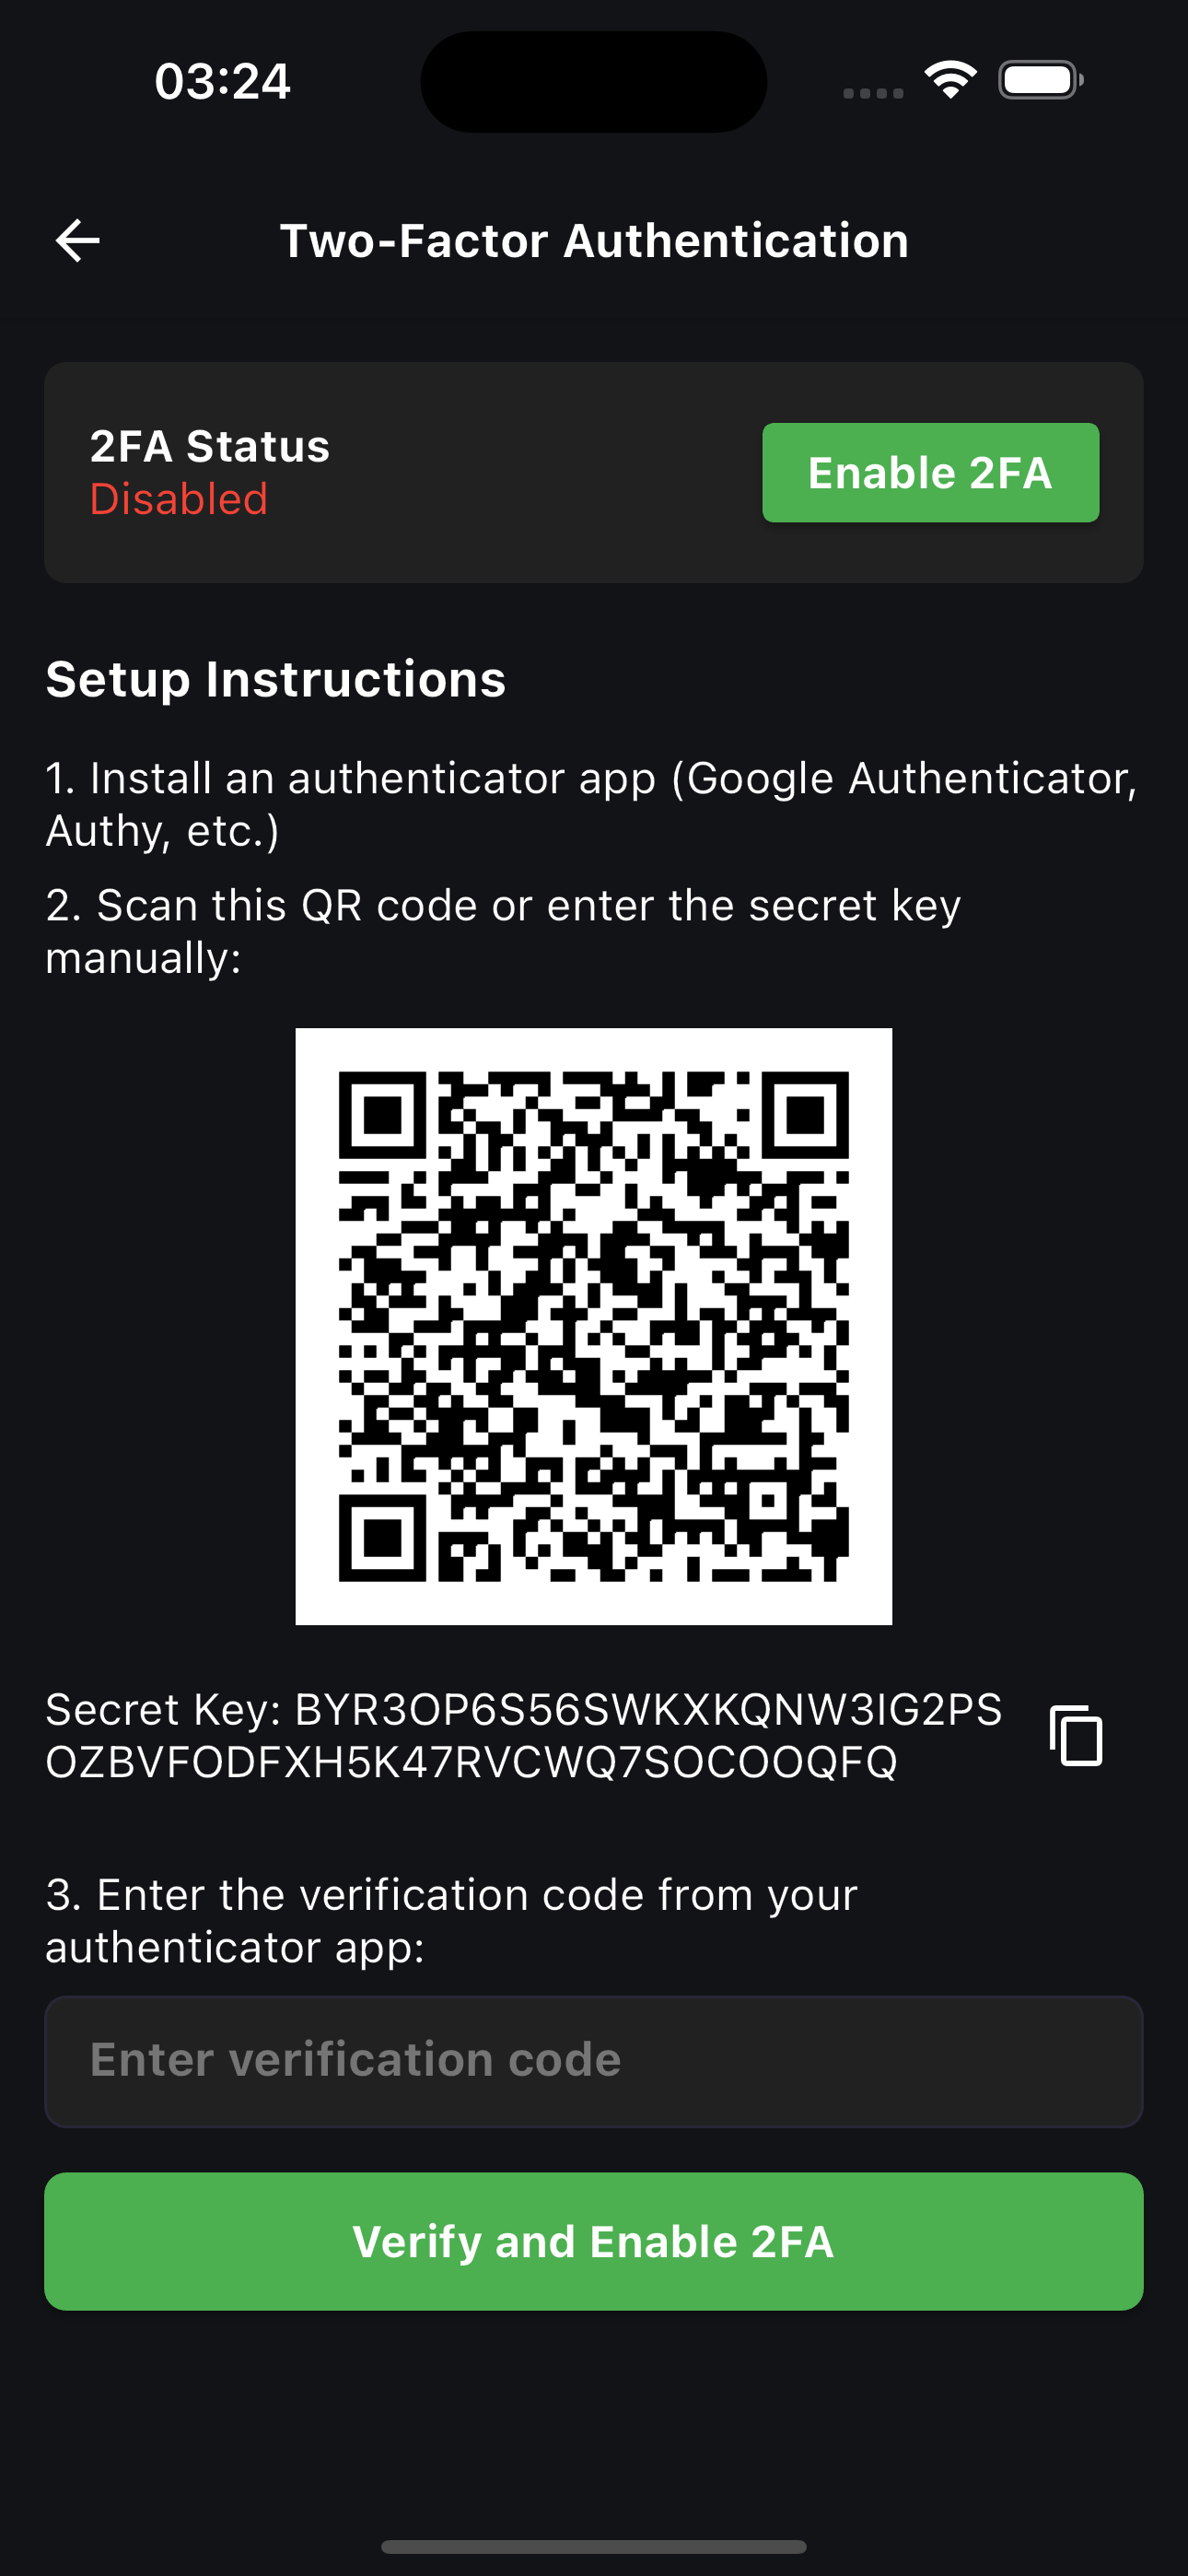 03:24
Two-Factor Authentication
2FA Status
Disabled
Enable 2FA
Setup Instructions
1. Install an authenticator app (Google Authenticator,
Authy, etc.)
2. Scan this QR code or enter the secret key
manually:
Secret Key: BYR3OP6S56SWKXKQNW3IG2PS
OZBVFODFXH5K47RVCWQ7SOCOOQFQ
3. Enter the verification code from your
authenticator app:
Enter verification code
Verify and Enable 2FA